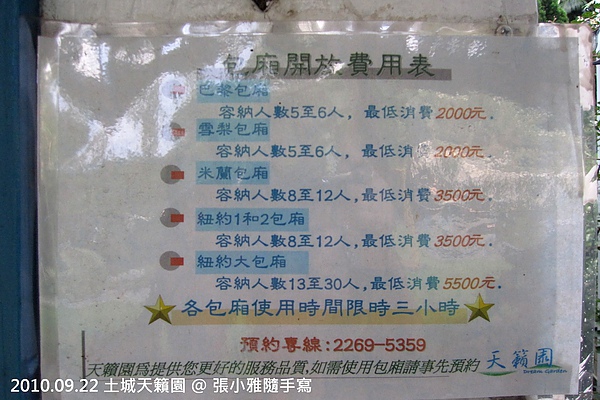 包廂開放費用表
巴黎包廂
容納人數5至6人，最低消費2000元.
雪梨包廂
容納人數5至6人，最低消費2000元.
米蘭包廂
容納人數8至12人,最低消費3500元.
紐約1和2包廂
容納人數8至12人,最低消費3500元.
紐約大包廂
容納人數13至30人,最低消費5500元.
各包廂使用時間限時三小時
預約專線:2269-5359
天籟園為提供您更好的服務品質,如需使用包廂請事先預約
天籟園
Dream Garden
2010.09.22 土城天籟園 @ 張小雅隨手寫